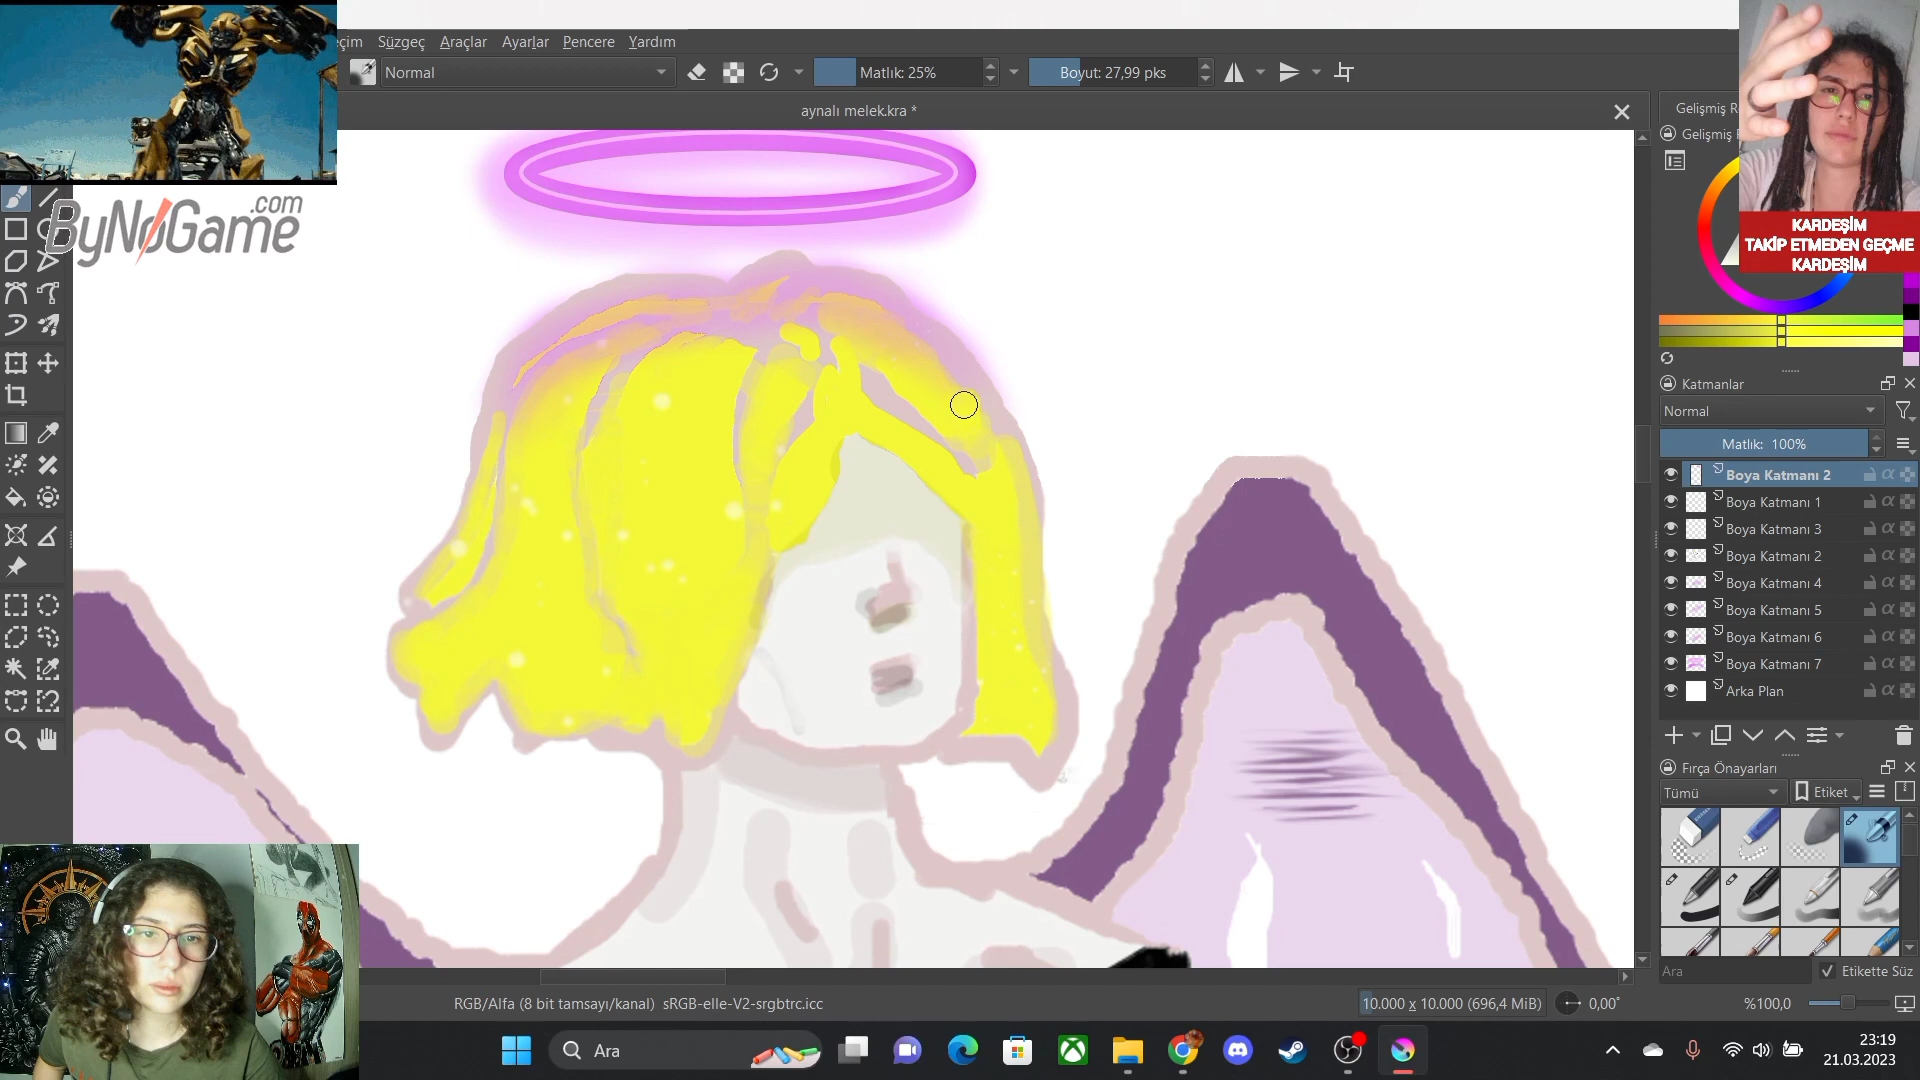 eçim Süzgeç Araçlar Ayarlar Pencere Yardım
Normal
Matlık: 25%
Boyut: 27,99 pks
aynalı melek.kra *
ByNoGame.com
KARDEŞİM
TAKİP ETMEDEN GEÇME
KARDEŞİM
Gelişmiş R
Gelişmiş
Katmanlar
Normal
Matlık: 100%
Boya Katmanı 2
Boya Katmanı 1
Boya Katmanı 3
Boya Katmanı 2
Boya Katmanı 4
Boya Katmanı 5
Boya Katmanı 6
Boya Katmanı 7
Arka Plan
Fırça Önayarları
Tümü
Etiket
Ara
Etikette Süz
RGB/Alfa (8 bit tamsayı/kanal) sRGB-elle-V2-srgbtrc.icc
10.000 x 10.000 (696,4 MiB)
0,00°
%100,0
Ara
23:19
21.03.2023